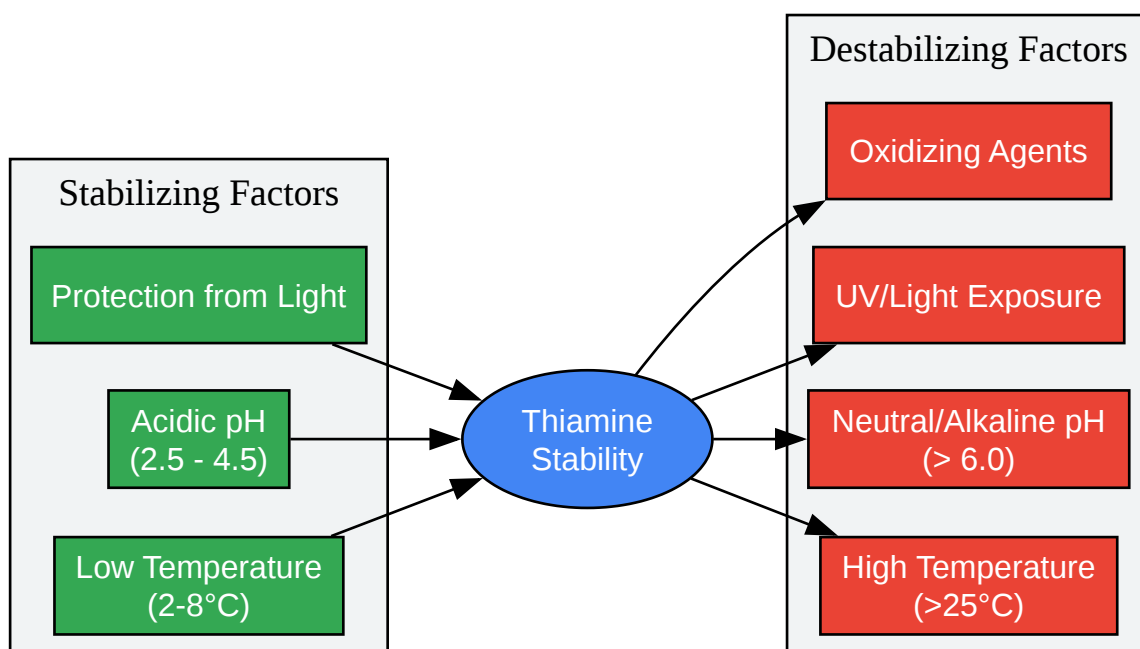 Stabilizing Factors
Protection from Light
Acidic pH
(2.5 - 4.5)
Low Temperature
(2-8°C)
Thiamine
Stability
Destabilizing Factors
Oxidizing Agents
UV/Light Exposure
Neutral/Alkaline pH
(> 6.0)
High Temperature
(>25°C)